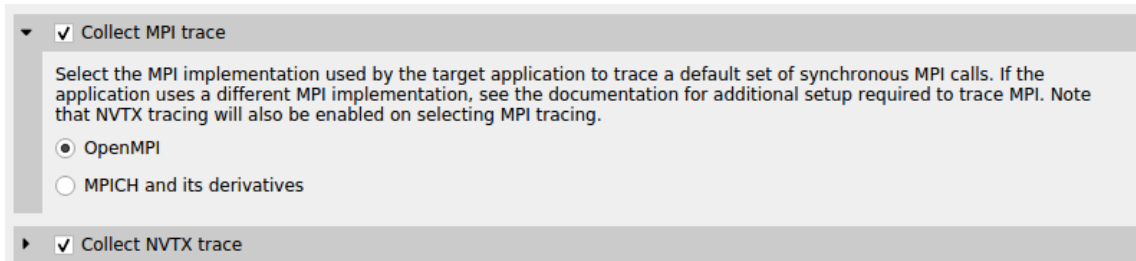 Collect MPI trace
Select the MPI implementation used by the target application to trace a default set of synchronous MPI calls. If the
application uses a different MPI implementation, see the documentation for additional setup required to trace MPI. Note
that NVTX tracing will also be enabled on selecting MPI tracing.
OpenMPI
MPICH and its derivatives
Collect NVTX trace